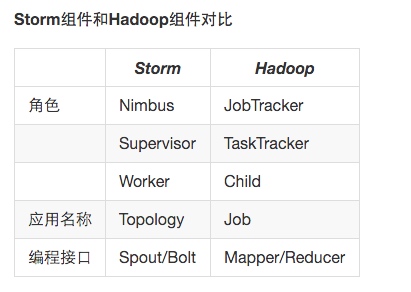 Storm组件和Hadoop组件对比
Storm Hadoop
角色 Nimbus JobTracker
Supervisor TaskTracker
Worker Child
应用名称 Topology Job
编程接口 Spout/Bolt Mapper/Reducer